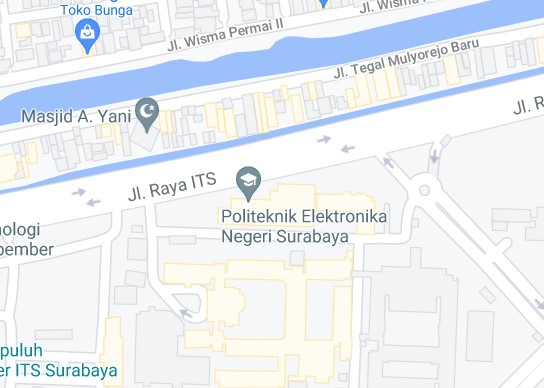 Toko Bunga
Jl. Wisma Permai II
Jl. Wisma
Jl. Tegal Mulyorejo Baru
Masjid A. Yani
Jl. R
Jl. Raya ITS
Politeknik Elektronika
Negeri Surabaya
nologi
pember
puluh
er ITS Surabaya